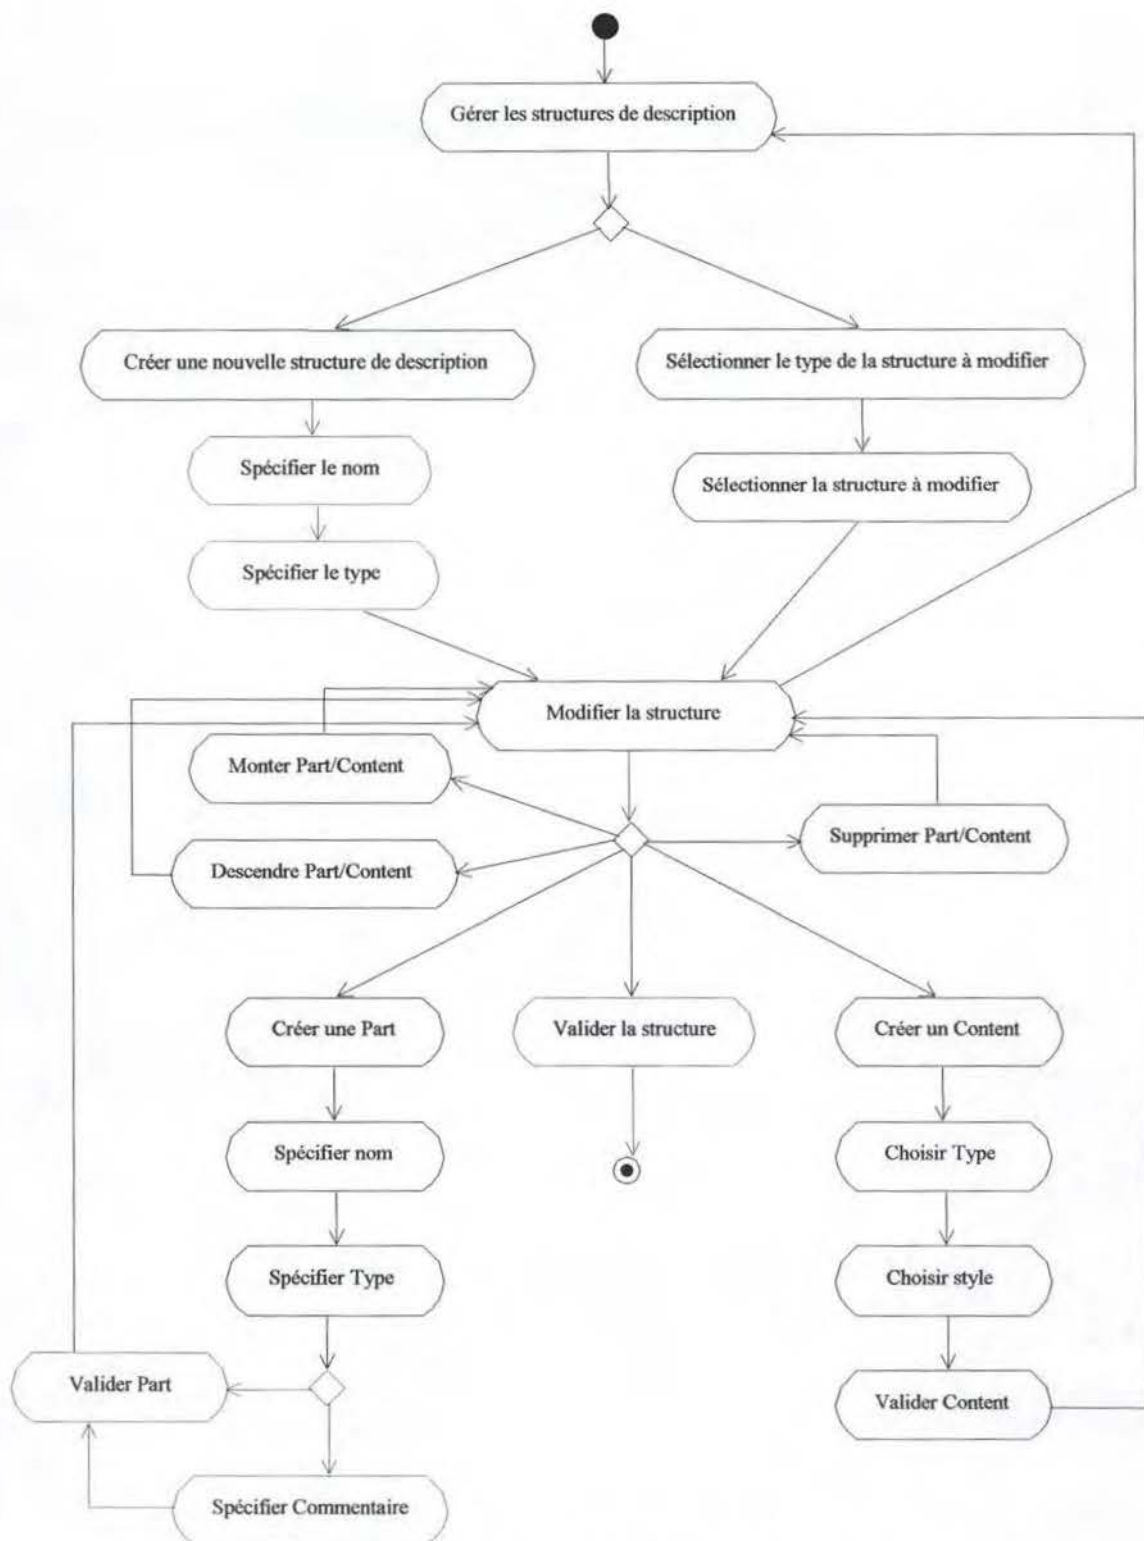 Gérer les structures de description
Créer une nouvelle structure de description
Sélectionner le type de la structure à modifier
Spécifier le nom
Sélectionner la structure à modifier
Spécifier le type
Modifier la structure
Monter Part/Content
Supprimer Part/Content
Descendre Part/Content
Créer une Part
Valider la structure
Créer un Content
Spécifier nom
Choisir Type
Spécifier Type
Choisir style
Valider Part
Valider Content
Spécifier Commentaire